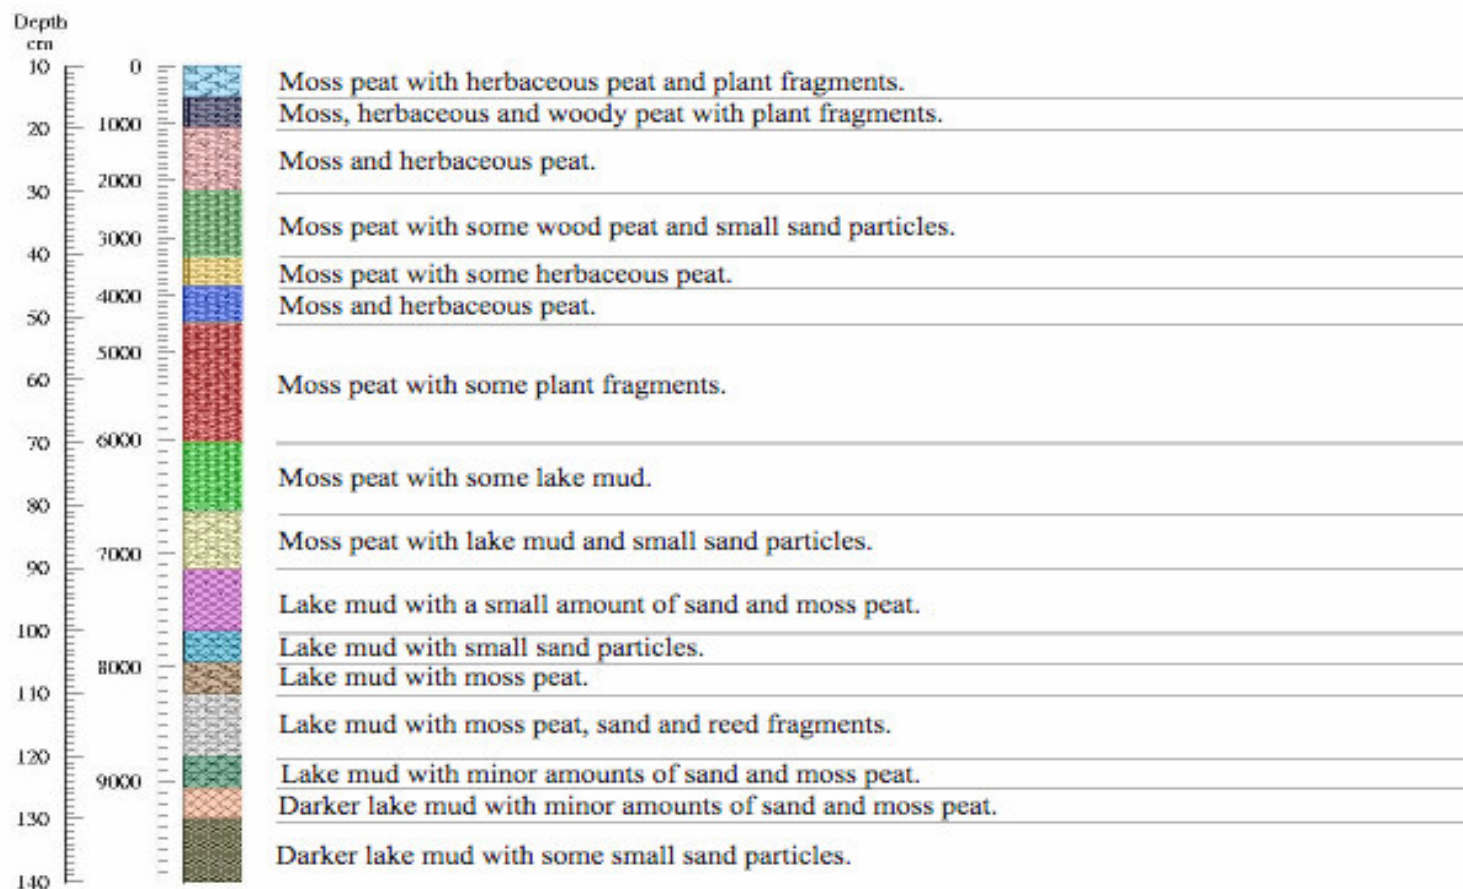 Depth
cm
10 0
Moss peat with herbaceous peat and plant fragments.
Moss, herbaceous and woody peat with plant fragments.
20 1000
Moss and herbaceous peat.
2000
30
Moss peat with some wood peat and small sand particles.
3000
40
Moss peat with some herbaceous peat.
4000
Moss and herbaceous peat.
50
5000
60
Moss peat with some plant fragments.
70 6000
Moss peat with some lake mud.
80
Moss peat with lake mud and small sand particles.
7000
90
Lake mud with a small amount of sand and moss peat.
100
Lake mud with small sand particles.
8000
Lake mud with moss peat.
110
Lake mud with moss peat, sand and reed fragments.
120
Lake mud with minor amounts of sand and moss peat.
9000
Darker lake mud with minor amounts of sand and moss peat.
130
Darker lake mud with some small sand particles.
140